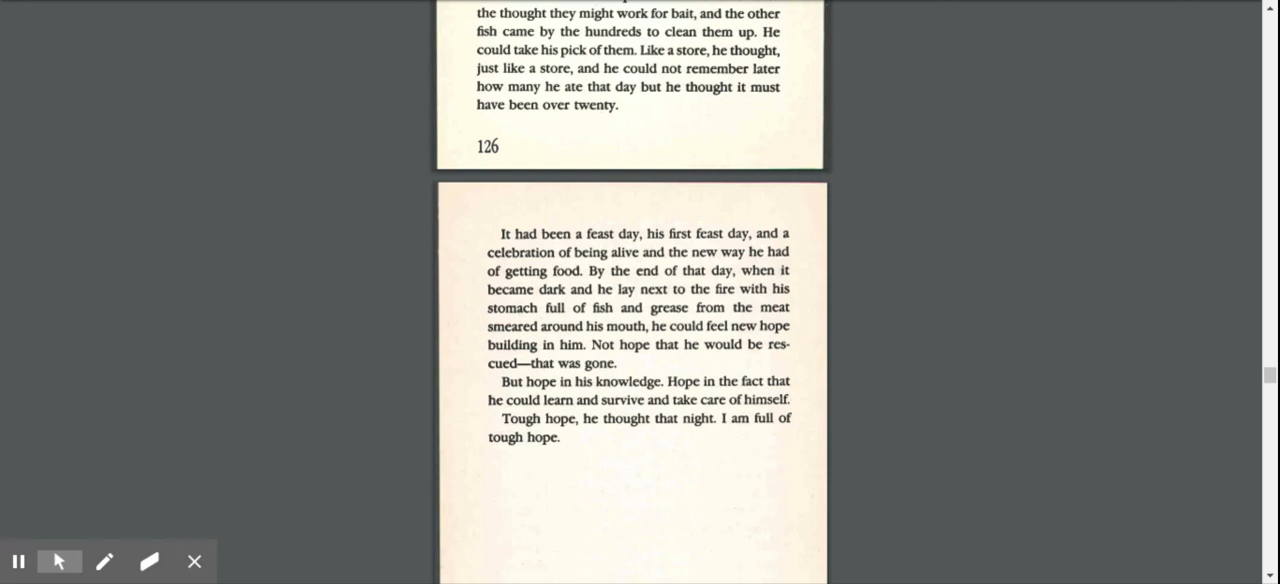 the thought they might work for bait, and the other
fish came by the hundreds to clean them up. He
could take his pick of them. Like a store, he thought,
just like a store, and he could not remember later
how many he ate that day but he thought it must
have been over twenty.
126
It had been a feast day, his first feast day, and a
celebration of being alive and the new way he had
of getting food. By the end of that day, when it
became dark and he lay next to the fire with his
stomach full of fish and grease from the meat
smeared around his mouth, he could feel new hope
building in him. Not hope that he would be res-
cued—that was gone.
But hope in his knowledge. Hope in the fact that
he could learn and survive and take care of himself.
Tough hope, he thought that night. I am full of
tough hope.